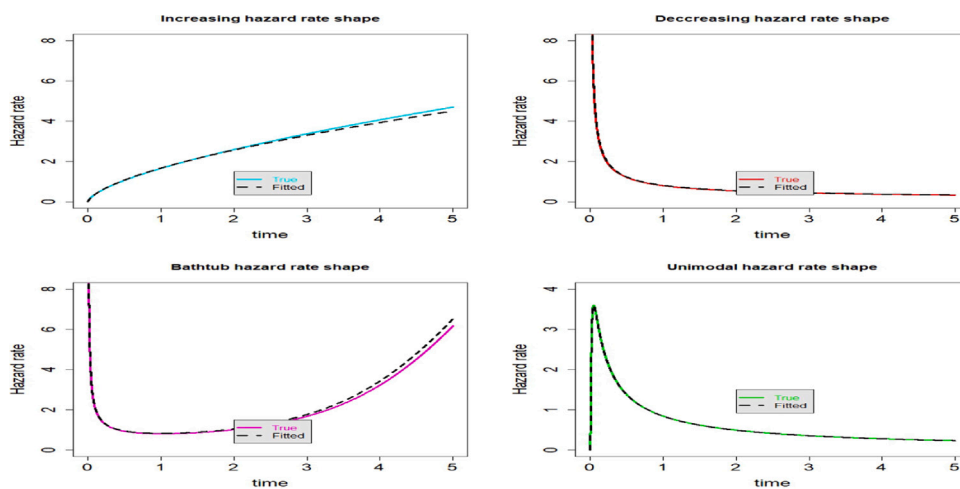 Increasing hazard rate shape
Hazard rate
8
6
4
2
0
True
Fitted
0 1 2 3 4 5
time
Deccreasing hazard rate shape
Hazard rate
8
6
4
2
0
True
Fitted
0 1 2 3 4 5
time
Bathtub hazard rate shape
Hazard rate
8
6
4
2
0
True
Fitted
0 1 2 3 4 5
time
Unimodal hazard rate shape
Hazard rate
4
3
2
1
0
True
Fitted
0 1 2 3 4 5
time